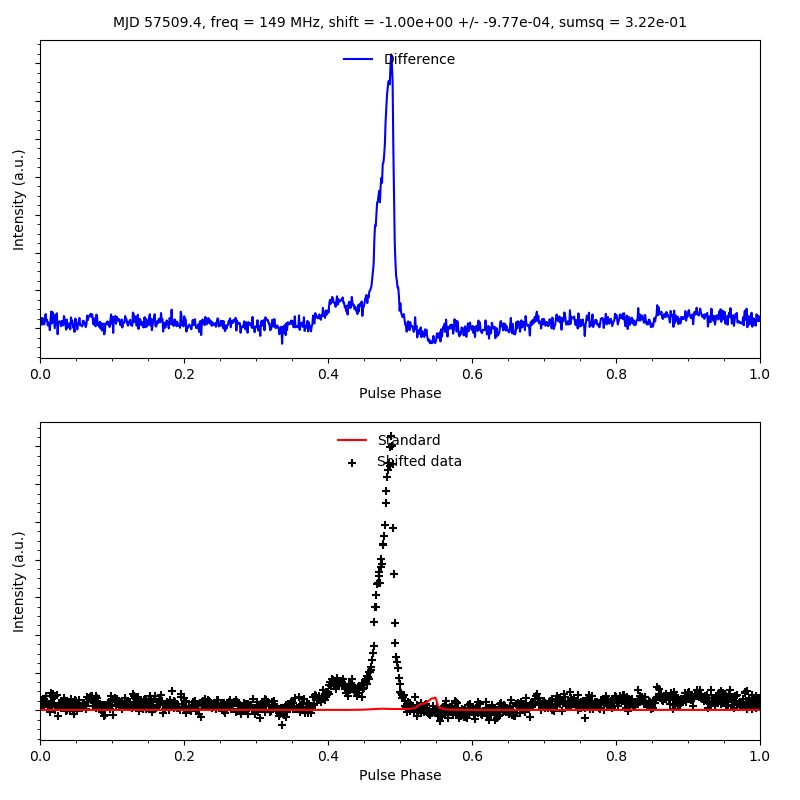 MJD 57509.4, freq = 149 MHz, shift = -1.00e+00 +/- -9.77e-04, sumsq = 3.22e-01
Difference
Intensity (a.u.)
0.0 0.2 0.4 0.6 0.8 1.0
Pulse Phase
Standard
Shifted data
Intensity (a.u.)
0.0 0.2 0.4 0.6 0.8 1.0
Pulse Phase